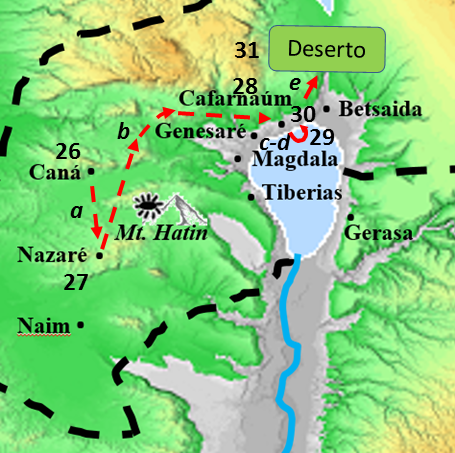 31
Deserto
28
e
Cafarnaúm
30
Betsaida
b
Genesaré
c-d
29
26
Magdala
Caná
Tiberias
a
Mt. Hatin
Gerasa
Nazaré
27
Naim